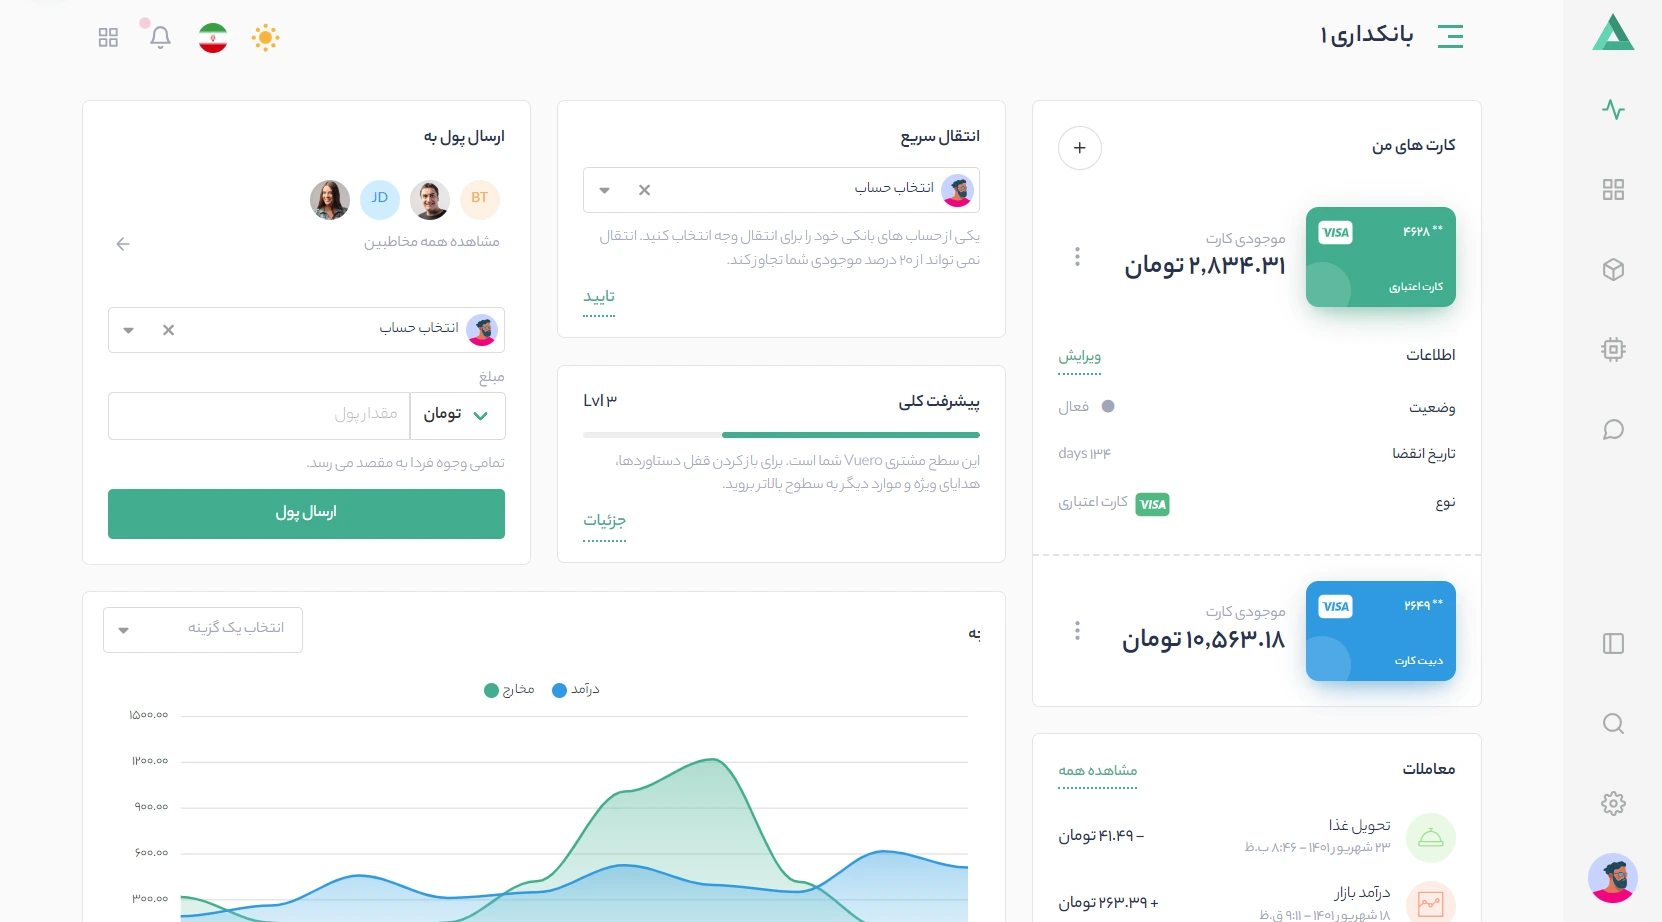 بانکداری ۱
کارت های من
۴۶۲۸ **
VISA
کارت اعتباری
موجودی کارت
۲,۸۳۴.۳۱ تومان
اطلاعات
ویرایش
وضعیت
فعال
تاریخ انقضا
۱۳۴ days
نوع
VISA
کارت اعتباری
۲۶۴۹ **
VISA
دبیت کارت
موجودی کارت
۱۰,۵۶۳.۱۸ تومان
معاملات
مشاهده همه
تحویل غذا
۲۳ شهریور ۱۴۰۱ – ۸:۴۶ ب.ظ
– ۴۱.۴۹ تومان
درآمد بازار
۱۸ شهریور ۱۴۰۱ – ۹:۱۱ ق.ظ
+ ۲۶۳.۳۹ تومان
انتقال سریع
انتخاب حساب
یکی از حساب های بانکی خود را برای انتقال وجه انتخاب کنید. انتقال
نمی تواند از ۲۰ درصد موجودی شما تجاوز کند.
تایید
پیشرفت کلی
Lvl ۳
این سطح مشتری Vuero شما است. برای باز کردن قفل دستاوردها،
هدایای ویژه و موارد دیگر به سطوح بالاتر بروید.
جزئیات
ارسال پول به
BT
JD
مشاهده همه مخاطبین
انتخاب حساب
مبلغ
تومان
مقدار پول
تمامی وجوه فردا به مقصد می رسد.
ارسال پول
به
انتخاب یک گزینه
درآمد
مخارج
۱۵۰۰.۰۰
۱۲۰۰.۰۰
۹۰۰.۰۰
۶۰۰.۰۰
۳۰۰.۰۰